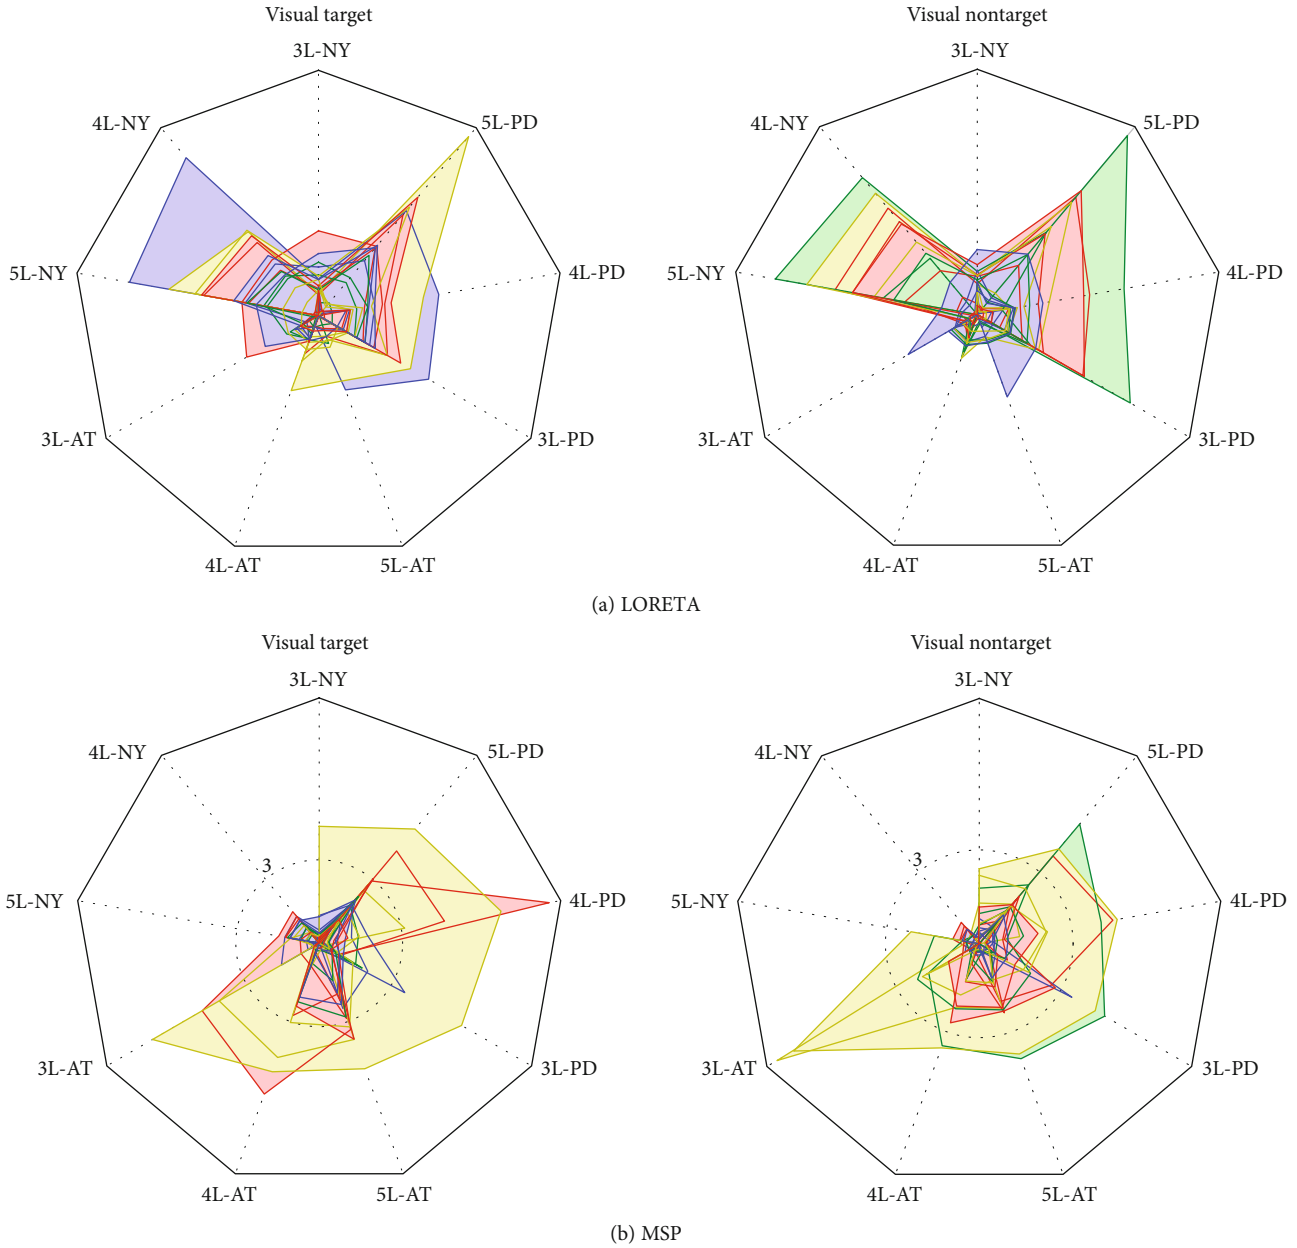 Visual target
Visual nontarget
3L-NY
3L-NY
4L-NY
5L-PD
4L-NY
5L-PD
5L-NY
4L-PD
5L-NY
4L-PD
3L-AT
3L-PD
3L-AT
3L-PD
4L-AT
5L-AT
4L-AT
5L-AT
(a) LORETA
Visual target
Visual nontarget
3L-NY
3L-NY
4L-NY
5L-PD
4L-NY
5L-PD
3
3
5L-NY
4L-PD
5L-NY
4L-PD
3L-AT
3L-PD
3L-AT
3L-PD
4L-AT
5L-AT
4L-AT
5L-AT
(b) MSP